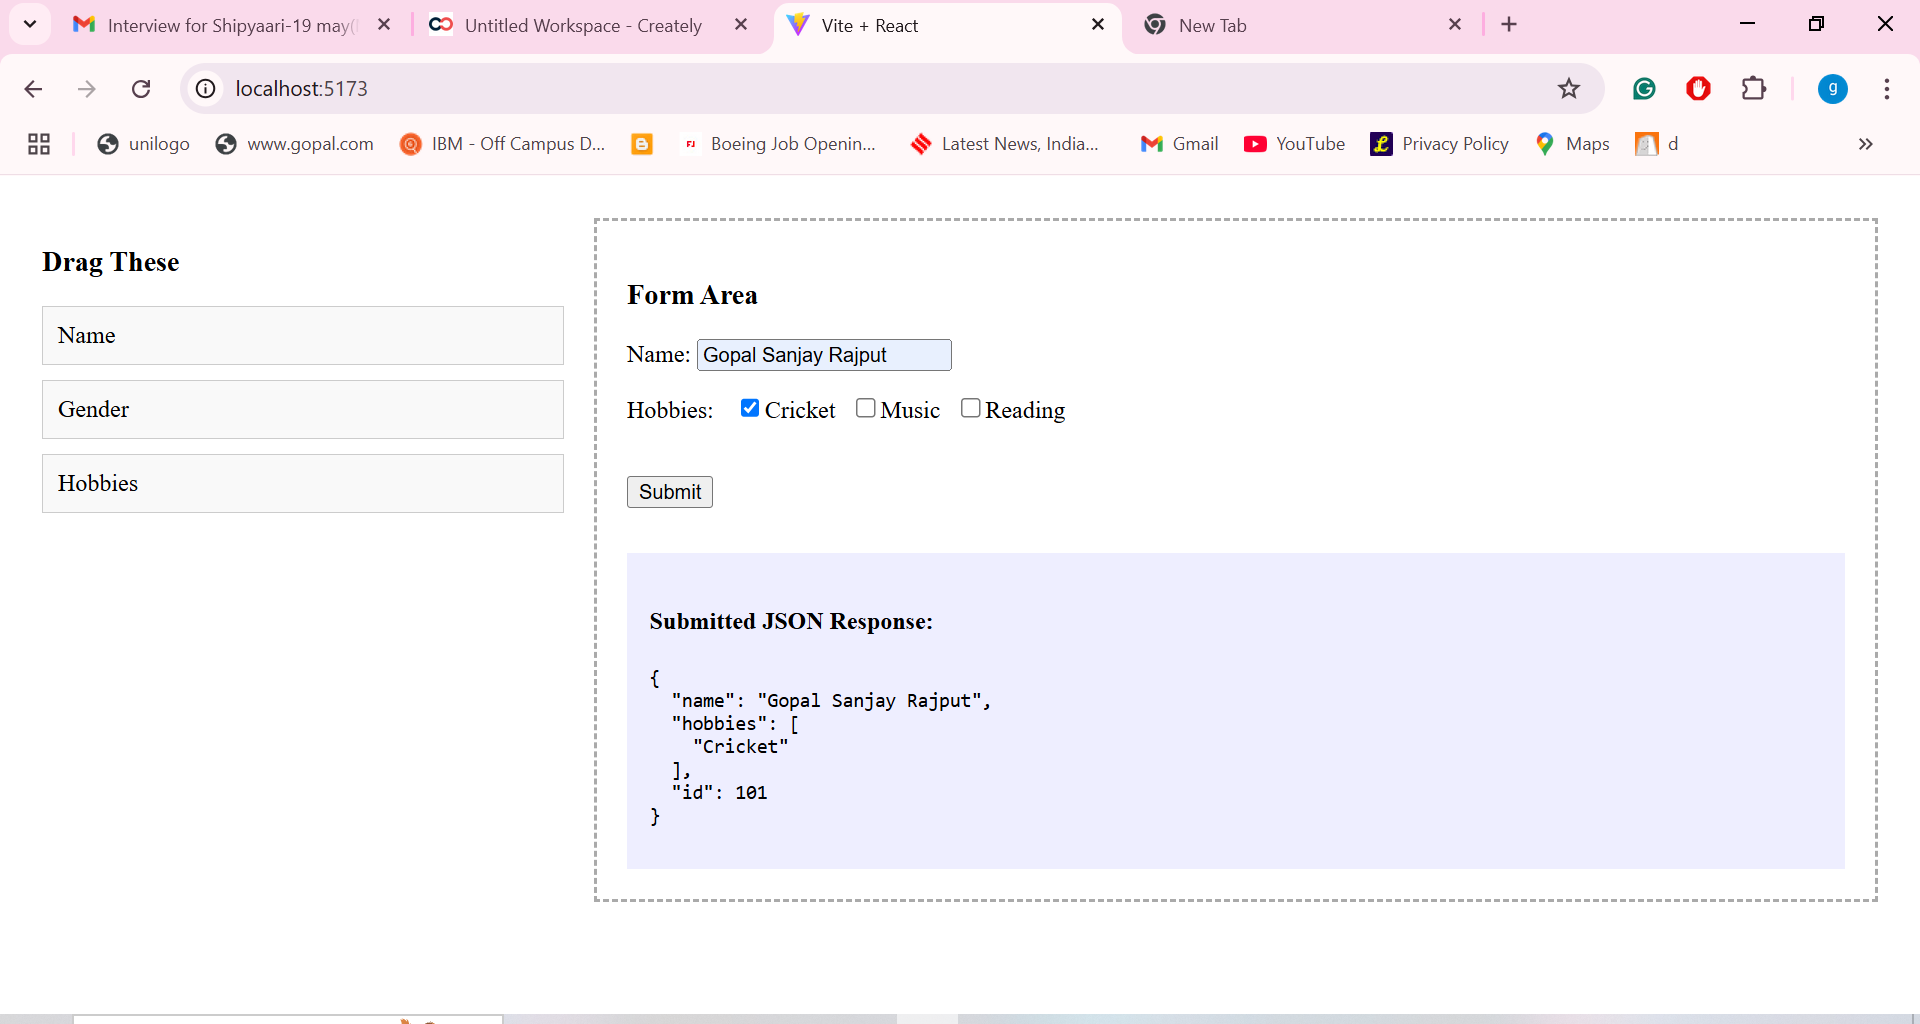 Interview for Shipyaari-19 may(
Untitled Workspace - Creately
Vite + React
New Tab
localhost:5173
g
unilogo
www.gopal.com
IBM - Off Campus D...
FJ
Boeing Job Openin...
Latest News, India...
Gmail
YouTube
Privacy Policy
Maps
d
Drag These
Name
Gender
Hobbies
Form Area
Name: Gopal Sanjay Rajput
Hobbies: Cricket Music Reading
Submit
Submitted JSON Response:
{
"name": "Gopal Sanjay Rajput",
"hobbies": [
"Cricket"
],
"id": 101
}